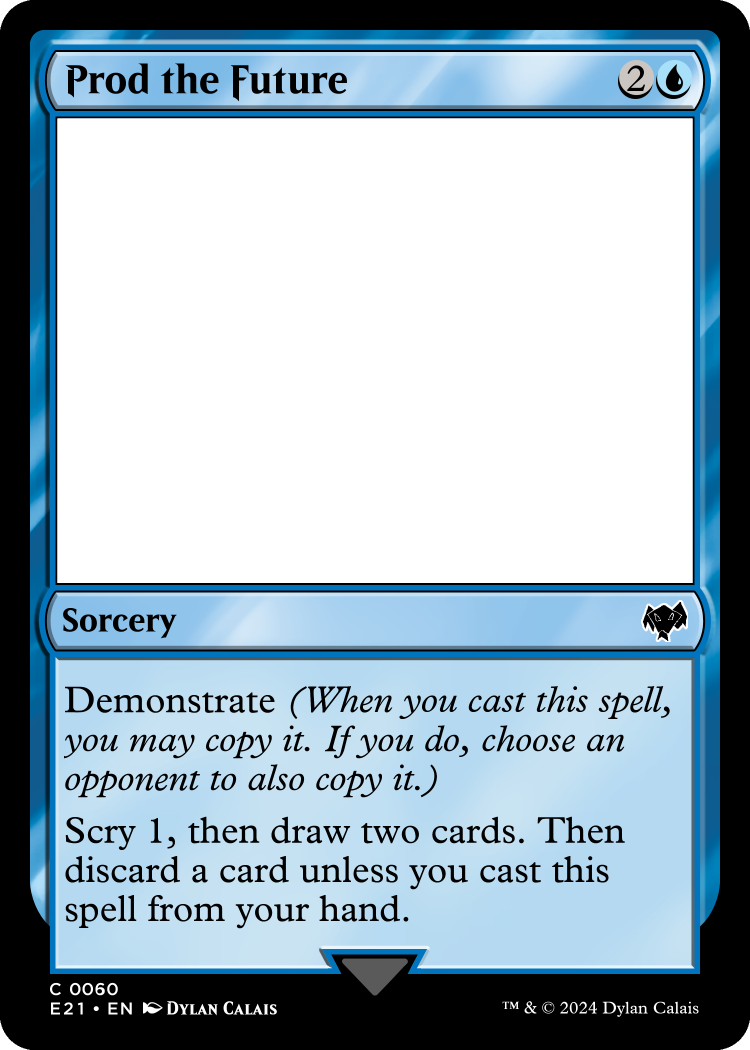 Prod the Future 2
Sorcery
Demonstrate (When you cast this spell,
you may copy it. If you do, choose an
opponent to also copy it.)
Scry 1, then draw two cards. Then
discard a card unless you cast this
spell from your hand.
C 0060
E21 • EN Dylan Calais ™ & © 2024 Dylan Calais